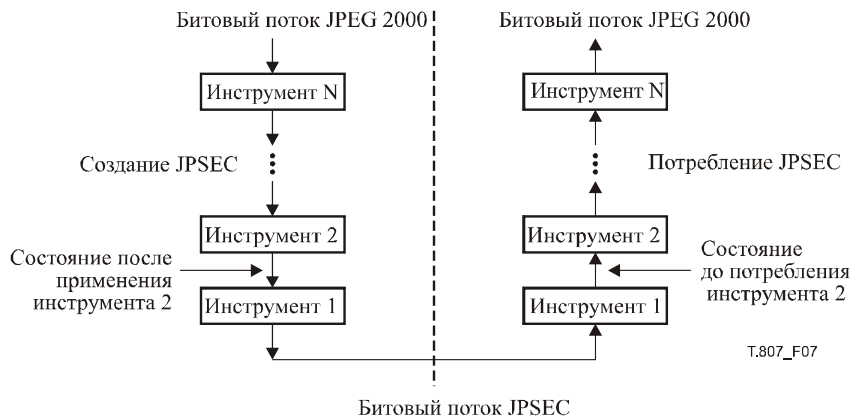 Битовый поток JPEG 2000
Инструмент N
Создание JPSEC
Инструмент 2
Состояние после
применения
инструмента 2
Инструмент 1
Битовый поток JPEG 2000
Инструмент N
Потребление JPSEC
Инструмент 2
Состояние
до потребления
инструмента 2
Инструмент 1
T.807_F07
Битовый поток JPSEC